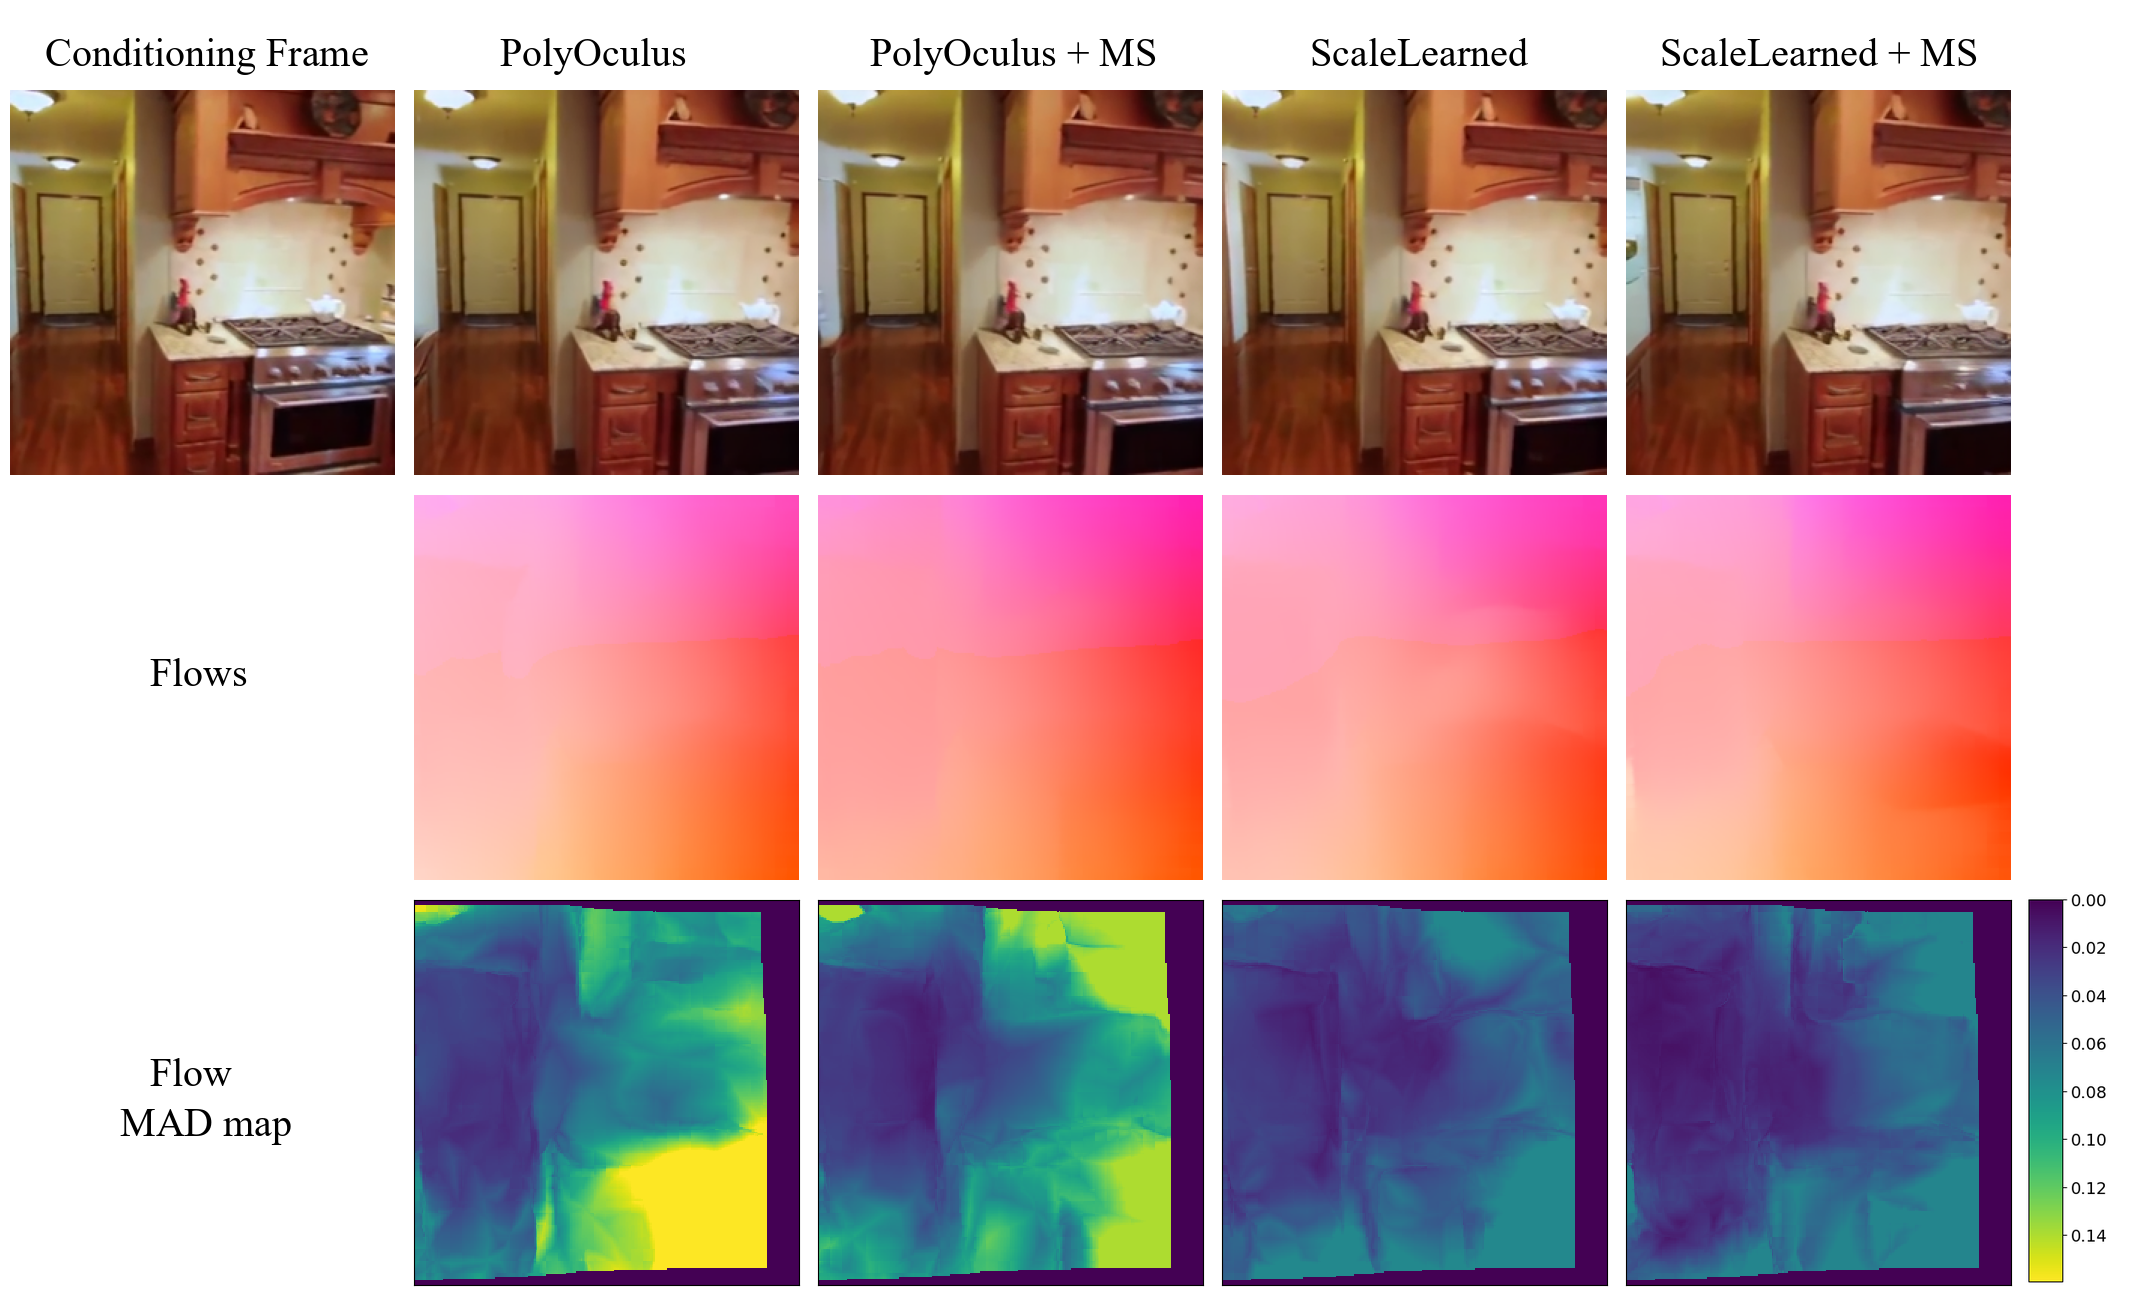 Conditioning Frame
PolyOculus
PolyOculus + MS
ScaleLearned
ScaleLearned + MS
Flows
Flow
MAD map
0.00
0.02
0.04
0.06
0.08
0.10
0.12
0.14